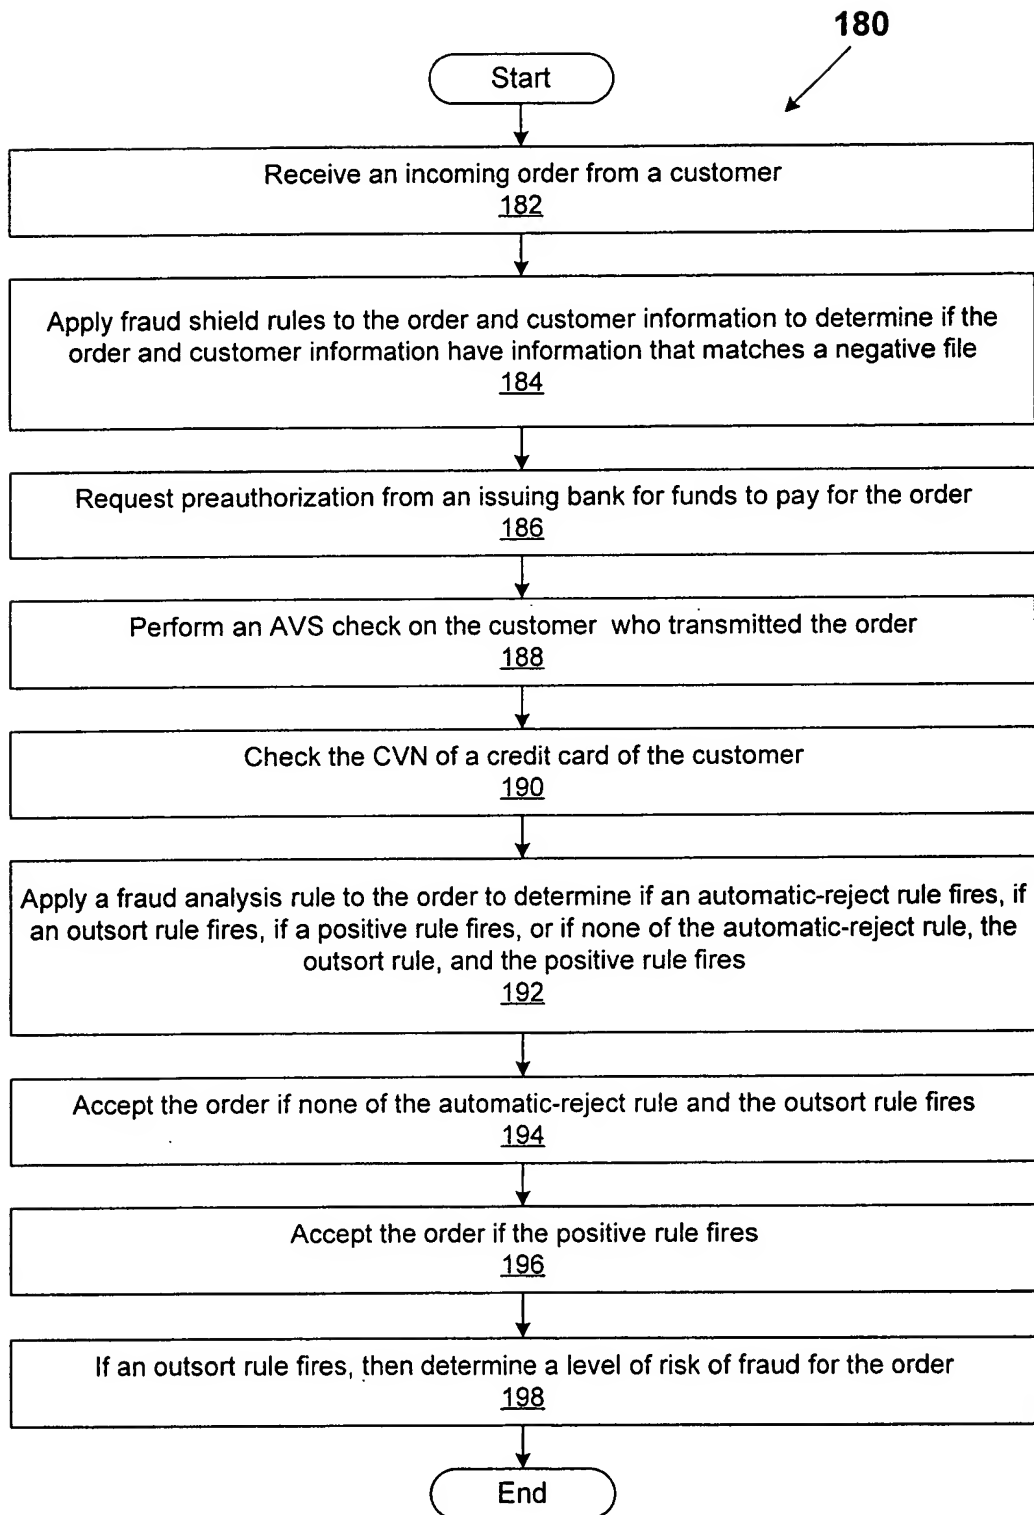 180
Start
Receive an incoming order from a customer
182
Apply fraud shield rules to the order and customer information to determine if the
order and customer information have information that matches a negative file
184
Request preauthorization from an issuing bank for funds to pay for the order
186
Perform an AVS check on the customer who transmitted the order
188
Check the CVN of a credit card of the customer
190
Apply a fraud analysis rule to the order to determine if an automatic-reject rule fires, if
an outsort rule fires, if a positive rule fires, or if none of the automatic-reject rule, the
outsort rule, and the positive rule fires
192
Accept the order if none of the automatic-reject rule and the outsort rule fires
194
Accept the order if the positive rule fires
196
If an outsort rule fires, then determine a level of risk of fraud for the order
198
End